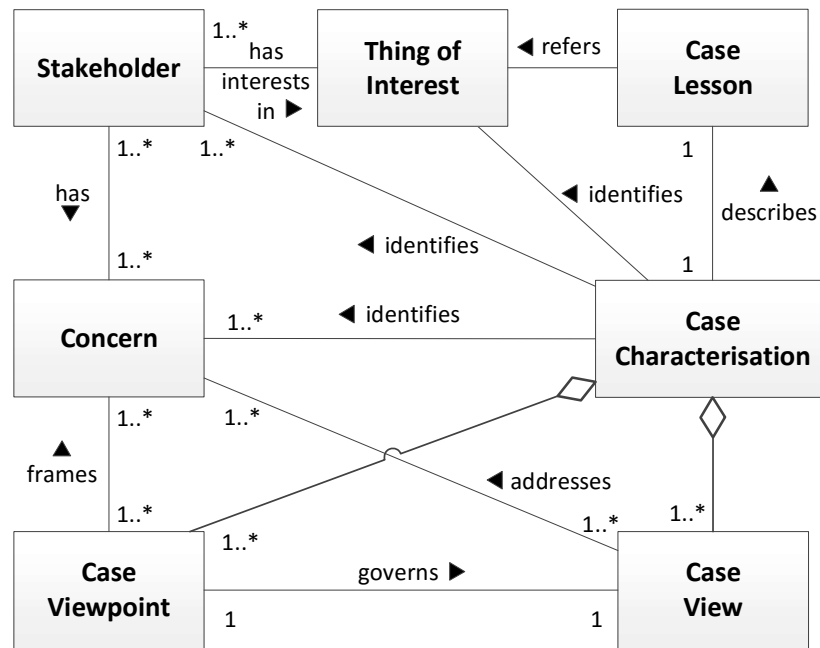 1..*
Stakeholder
has
interests
in ►
Thing of
Interest
◄ refers
Case
Lesson
1..*
1..*
has
▼
1..*
◄ identifies
◄ identifies
1
▲
describes
1
Concern
1..*
◄ identifies
Case
Characterisation
1..*
▲
frames
1..*
1..*
◄ addresses
1..*
1..*
1..*
Case
Viewpoint
governs ►
1
1
Case
View